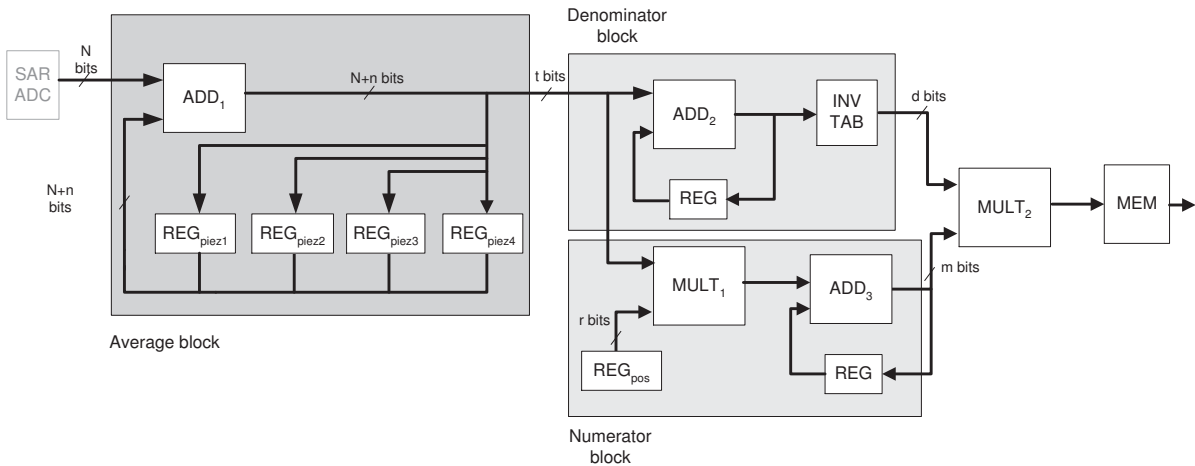 Denominator
block
N
bits
SAR
ADC
ADD1
N+n bits
t bits
ADD2
INV
TAB
d bits
N+n
bits
REGpiez1
REGpiez2
REGpiez3
REGpiez4
REG
MULT2
MEM
Average block
MULT1
ADD3
m bits
r bits
REGpos
REG
Numerator
block